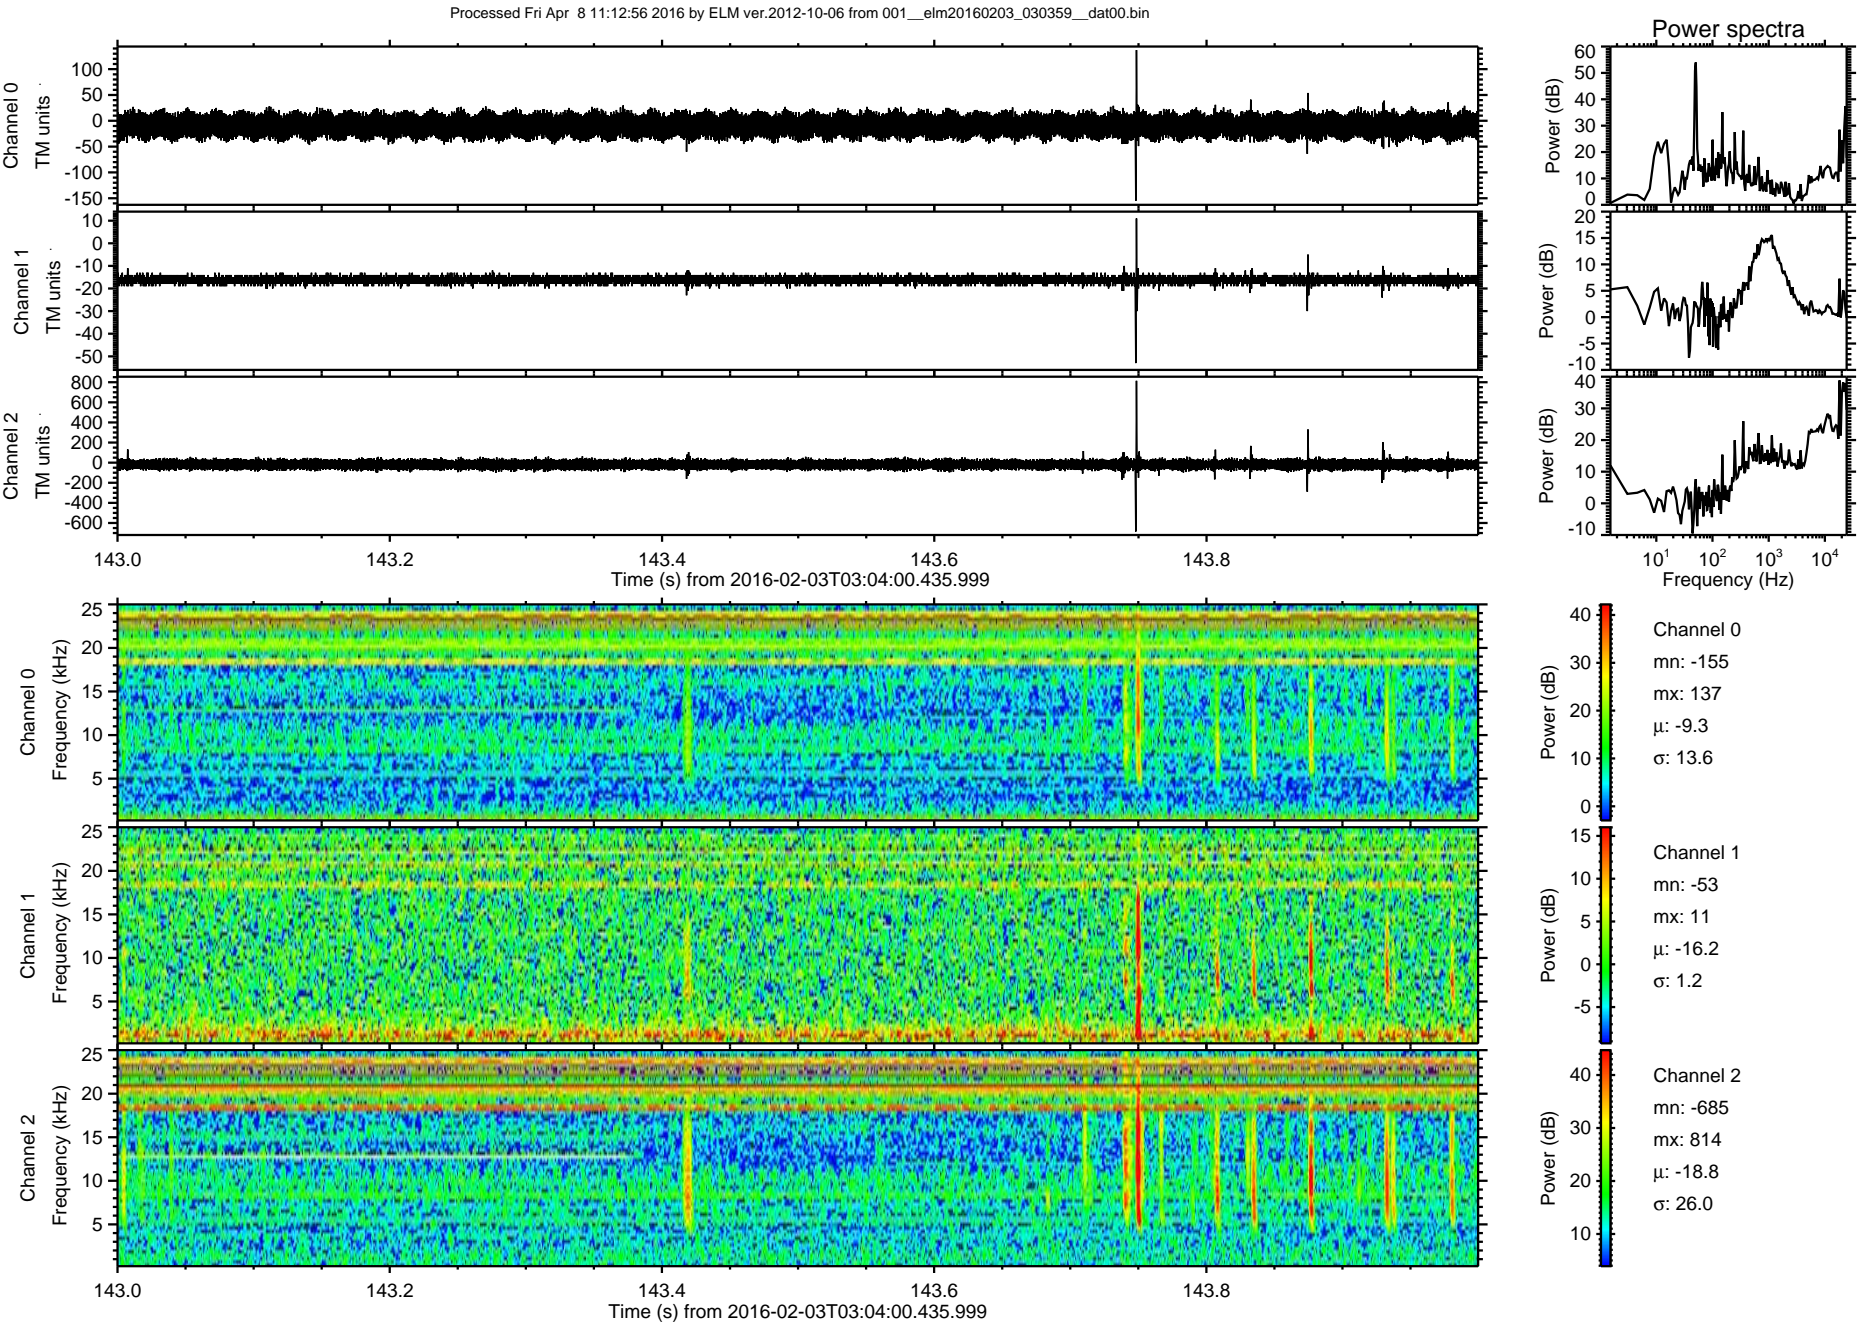 Processed Fri Apr  8 11:12:56 2016 by ELM ver.2012-10-06 from 001__elm20160203_030359__dat00.bin
Power spectra
Channel 0
TM units
100
50
0
-50
-100
-150
Power (dB)
60
50
40
30
20
10
0
Channel 1
TM units
10
0
-10
-20
-30
-40
-50
Power (dB)
20
15
10
5
0
-5
-10
Channel 2
TM units
800
600
400
200
0
-200
-400
-600
Power (dB)
40
30
20
10
0
-10
143.0 143.2 143.4 143.6 143.8
Time (s) from 2016-02-03T03:04:00.435.999
10¹ 10² 10³ 10⁴
Frequency (Hz)
Channel 0
Frequency (kHz)
25
20
15
10
5
Power (dB)
40
30
20
10
0
Channel 0
mn: -155
mx: 137
μ: -9.3
σ: 13.6
Channel 1
Frequency (kHz)
25
20
15
10
5
Power (dB)
15
10
5
0
-5
Channel 1
mn: -53
mx: 11
μ: -16.2
σ: 1.2
Channel 2
Frequency (kHz)
25
20
15
10
5
Power (dB)
40
30
20
10
Channel 2
mn: -685
mx: 814
μ: -18.8
σ: 26.0
143.0 143.2 143.4 143.6 143.8
Time (s) from 2016-02-03T03:04:00.435.999